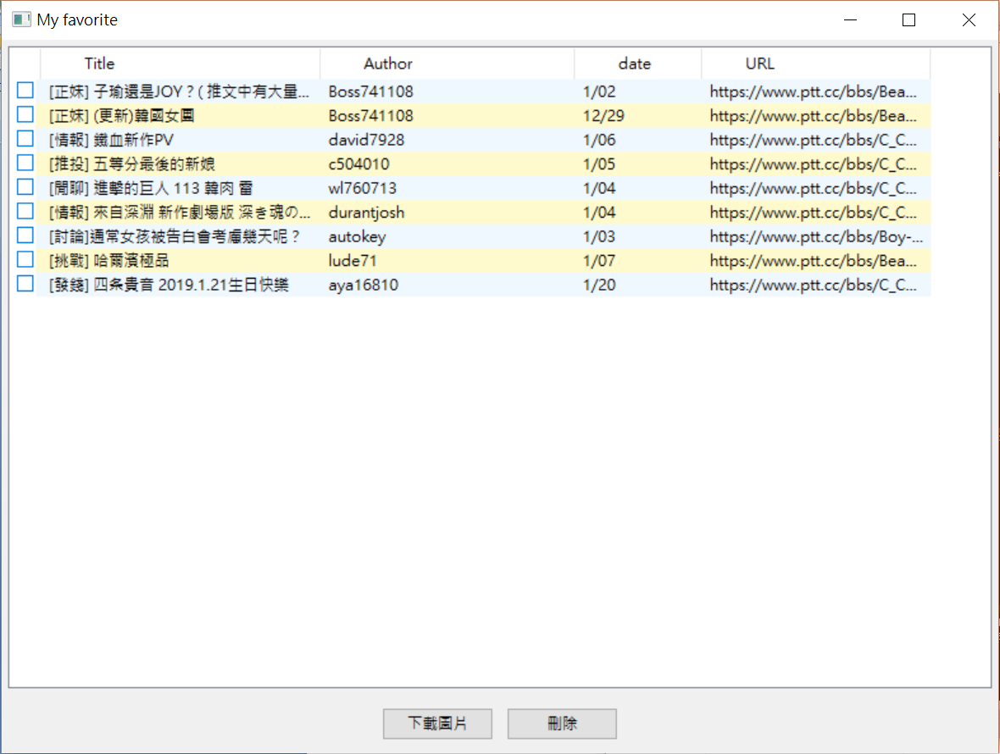 My favorite
Title Author date URL
[正妹] 子瑜還是JOY？( 推文中有大量... Boss741108 1/02 https://www.ptt.cc/bbs/Bea...
[正妹] (更新)韓國女團 Boss741108 12/29 https://www.ptt.cc/bbs/Bea...
[情報] 鐵血新作PV david7928 1/06 https://www.ptt.cc/bbs/C_C...
[推投] 五等分最後的新娘 c504010 1/05 https://www.ptt.cc/bbs/C_C...
[閒聊] 進擊的巨人 113 韓肉 雷 wl760713 1/04 https://www.ptt.cc/bbs/C_C...
[情報] 來自深淵 新作劇場版 深き魂の... durantjosh 1/04 https://www.ptt.cc/bbs/C_C...
[討論]通常女孩被告白會考慮幾天呢？ autokey 1/03 https://www.ptt.cc/bbs/Boy-...
[挑戰] 哈爾濱極品 lude71 1/07 https://www.ptt.cc/bbs/Bea...
[發錢] 四条貴音 2019.1.21生日快樂 aya16810 1/20 https://www.ptt.cc/bbs/C_C...
下載圖片 刪除